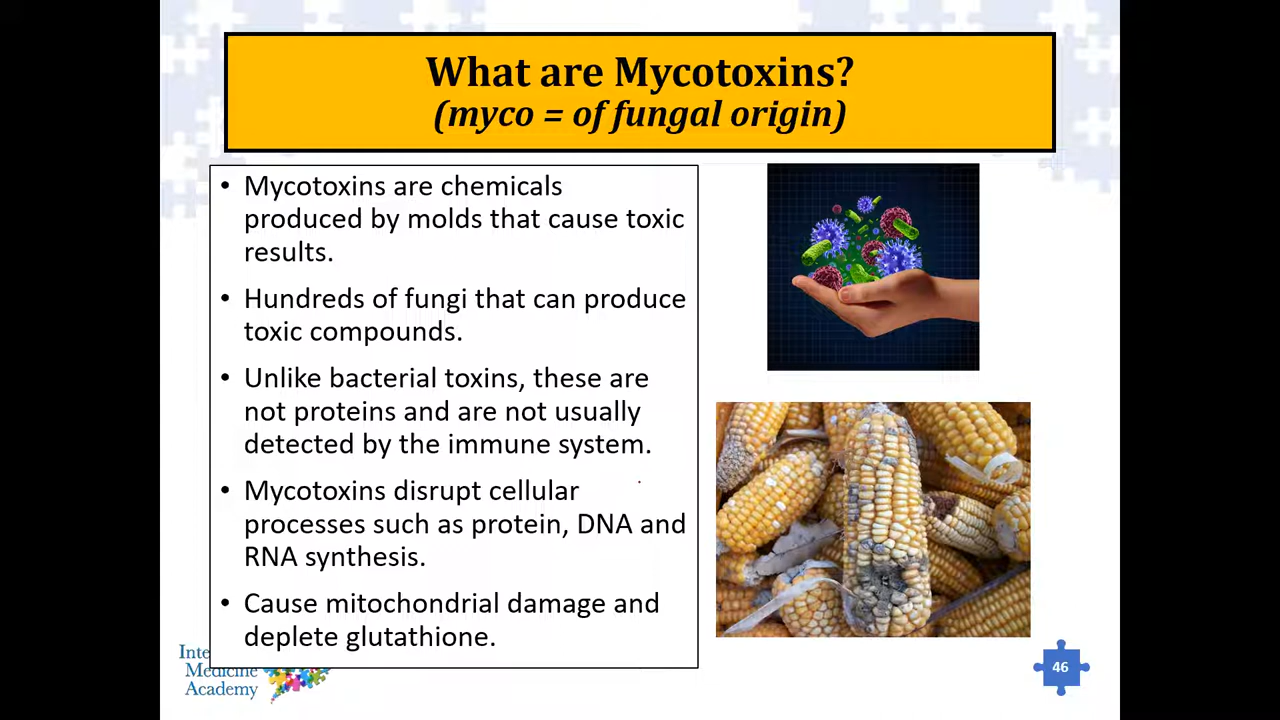 What are Mycotoxins?
(myco = of fungal origin)
• Mycotoxins are chemicals
produced by molds that cause toxic
results.
• Hundreds of fungi that can produce
toxic compounds.
• Unlike bacterial toxins, these are
not proteins and are not usually
detected by the immune system.
• Mycotoxins disrupt cellular
processes such as protein, DNA and
RNA synthesis.
• Cause mitochondrial damage and
deplete glutathione.
Medicine
Academy
46